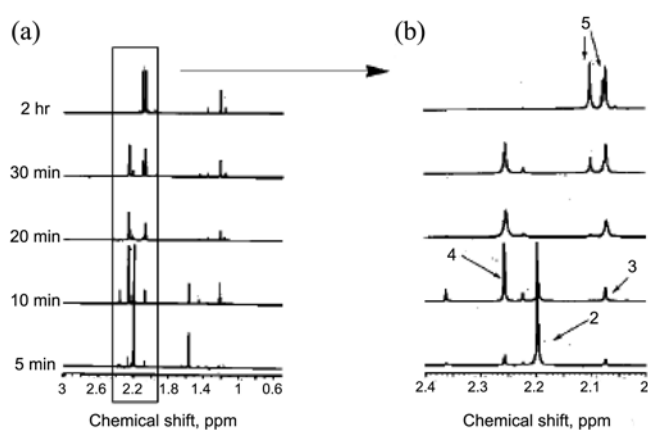 (a)
(b)
5
2 hr
30 min
20 min
4
3
10 min
2
5 min
3 2.6 2.2 1.8 1.4 1 0.6
2.4 2.3 2.2 2.1 2
Chemical shift, ppm
Chemical shift, ppm